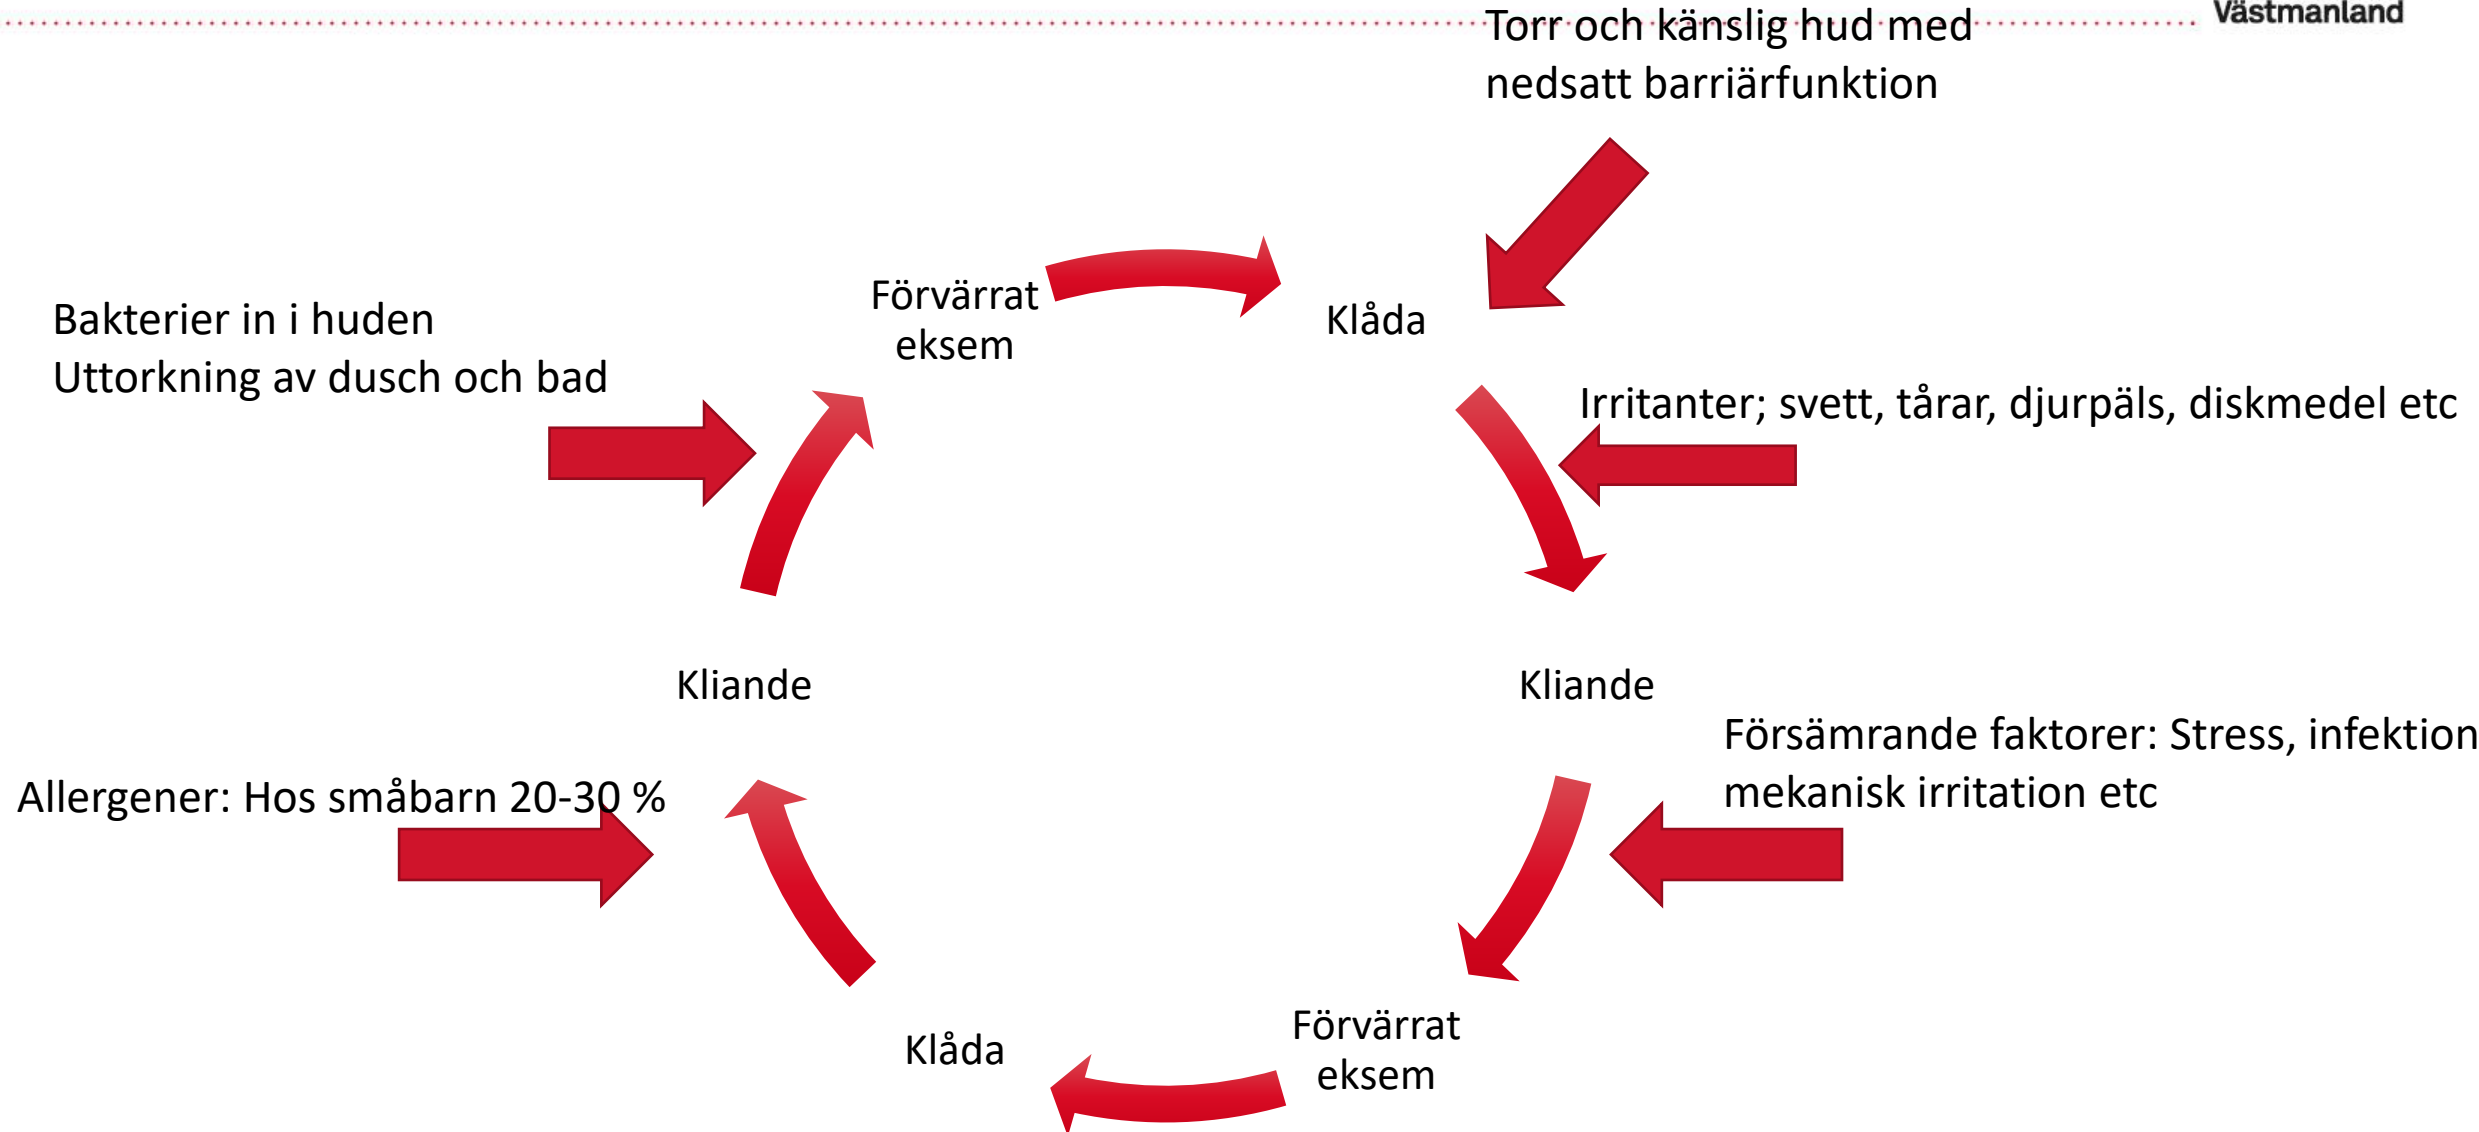 Västmanland
Torr och känslig hud med
nedsatt barriärfunktion
Förvärrat
eksem
Klåda
Bakterier in i huden
Uttorkning av dusch och bad
Irritanter; svett, tårar, djurpäls, diskmedel etc
Kliande
Kliande
Försämrande faktorer: Stress, infektion
mekanisk irritation etc
Allergener: Hos småbarn 20-30 %
Förvärrat
eksem
Klåda